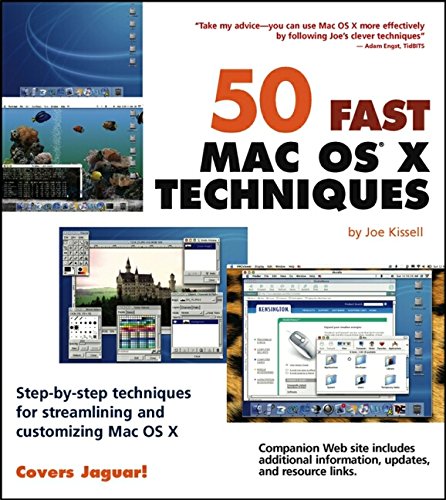 "Take my advice—you can use Mac OS X more effectively
by following Joe's clever techniques"
— Adam Engst, TidBITS
50 FAST
MAC OS® X
TECHNIQUES
by Joe Kissell
KENSINGTON
Step-by-step techniques
for streamlining and
customizing Mac OS X
Covers Jaguar!
Companion Web site includes
additional information, updates,
and resource links.